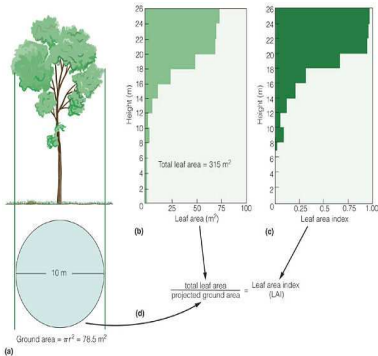 10 m
Ground area = πr² = 78.5 m²
(a)
26
24
22
20
18
16
14
12
10
8
6
4
2
0
Height (m)
Total leaf area = 315 m²
0 25 50 75 100
Leaf area (m²)
(b)
26
24
22
20
18
16
14
12
10
8
6
4
2
0
Height (m)
0 0.25 0.5 0.75 1.00
Leaf area index
(c)
(d)
total leaf area
projected ground area
=
Leaf area index
(LAI)